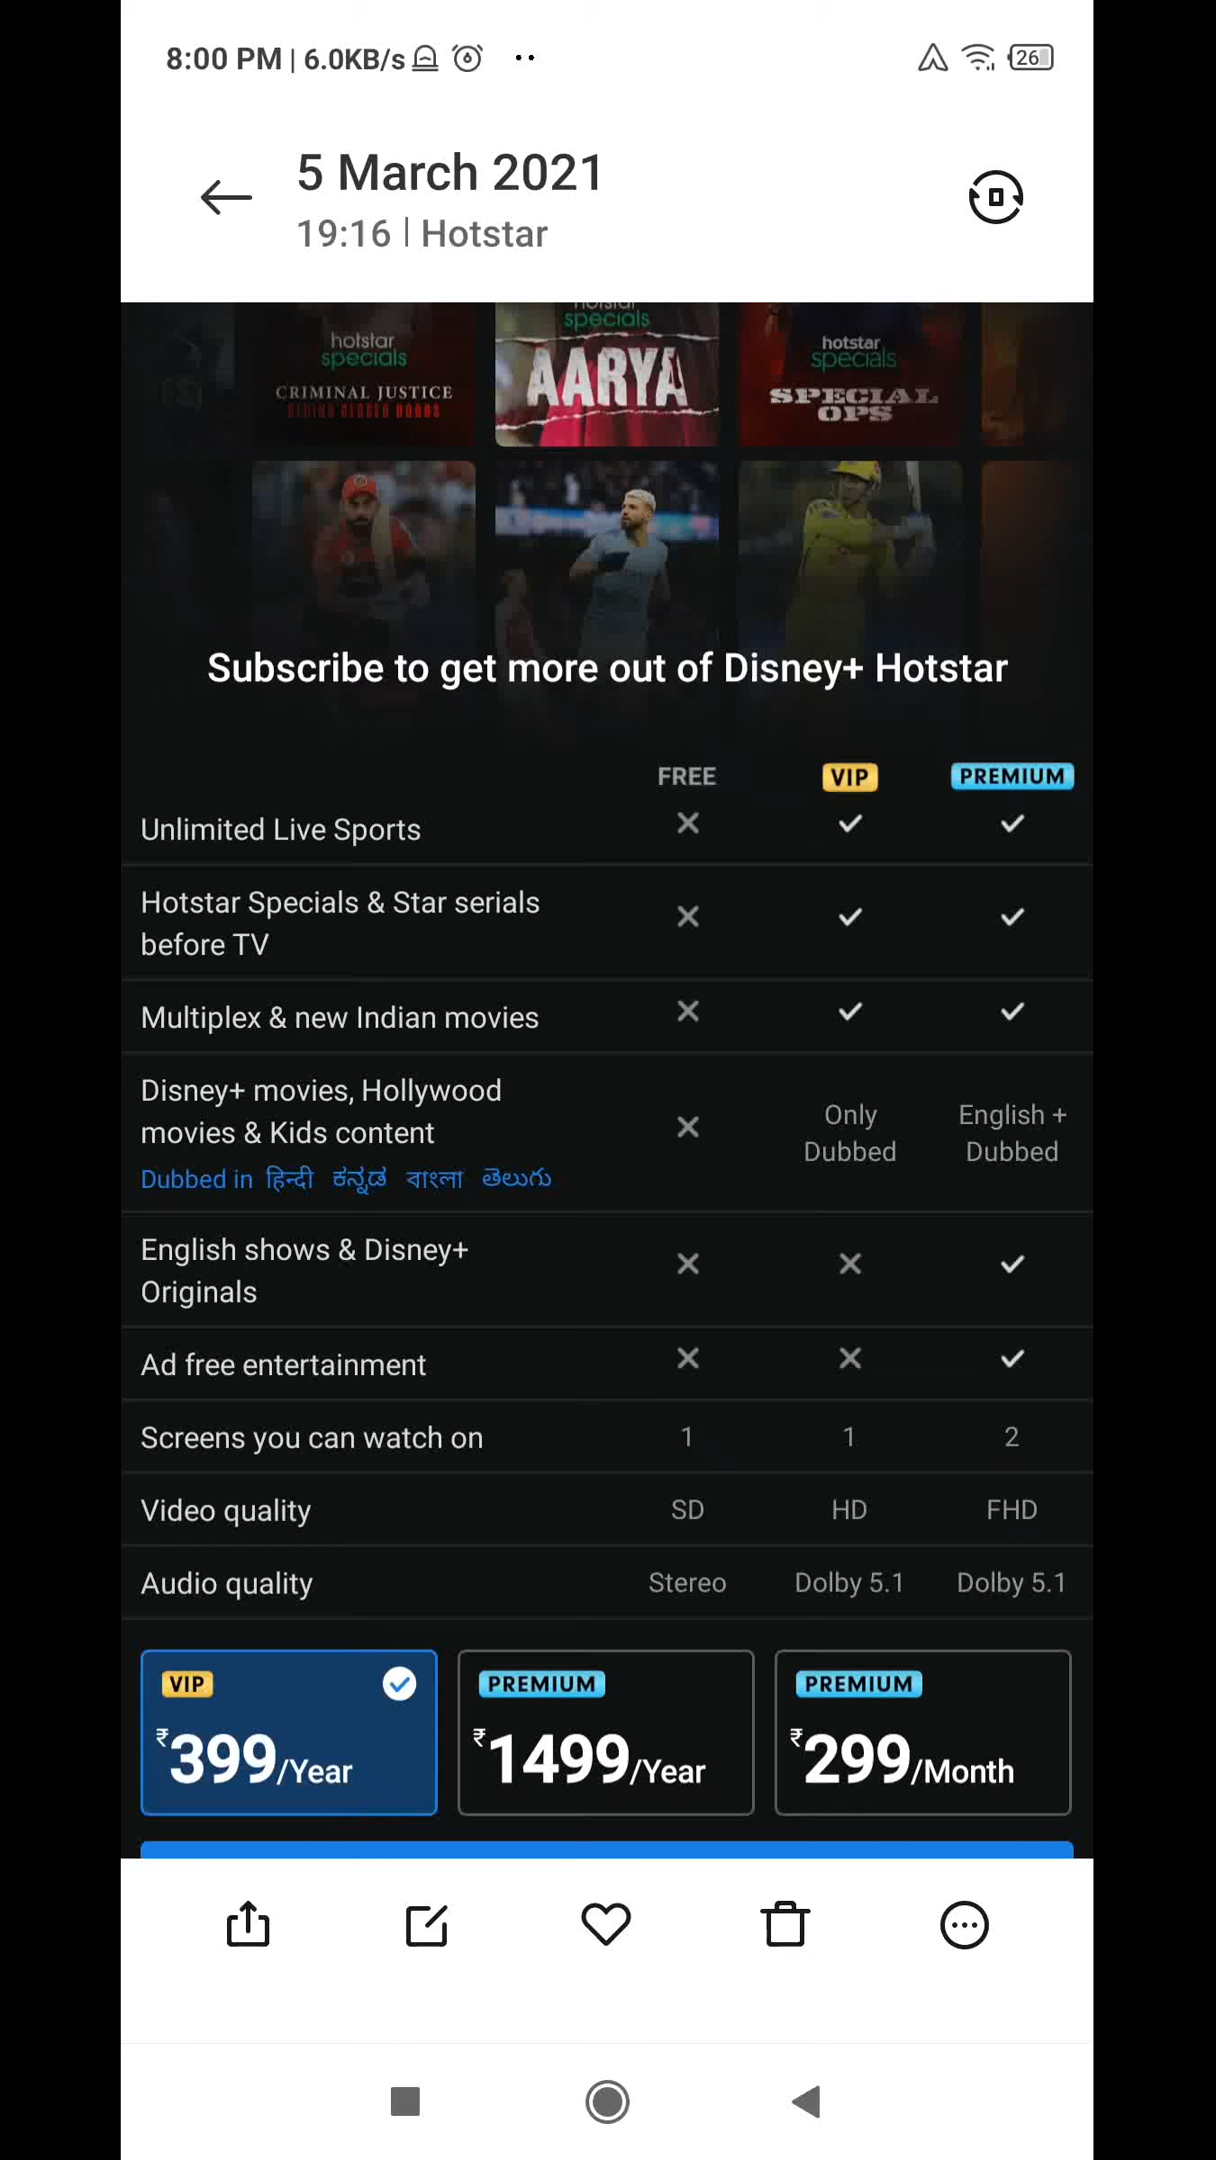 8:00 PM | 6.0KB/s
26
5 March 2021
19:16 | Hotstar
hotstar specials
CRIMINAL JUSTICE
BEHIND CLOSED DOORS
hotstar specials
AARYA
hotstar specials
SPECIAL OPS
Subscribe to get more out of Disney+ Hotstar
FREE VIP PREMIUM
Unlimited Live Sports
Hotstar Specials & Star serials
before TV
Multiplex & new Indian movies
Disney+ movies, Hollywood
movies & Kids content
Only Dubbed
English + Dubbed
Dubbed in हिन्दी ಕನ್ನಡ বাংলা తెలుగు
English shows & Disney+
Originals
Ad free entertainment
Screens you can watch on 1 1 2
Video quality SD HD FHD
Audio quality Stereo Dolby 5.1 Dolby 5.1
VIP
₹399/Year
PREMIUM
₹1499/Year
PREMIUM
₹299/Month